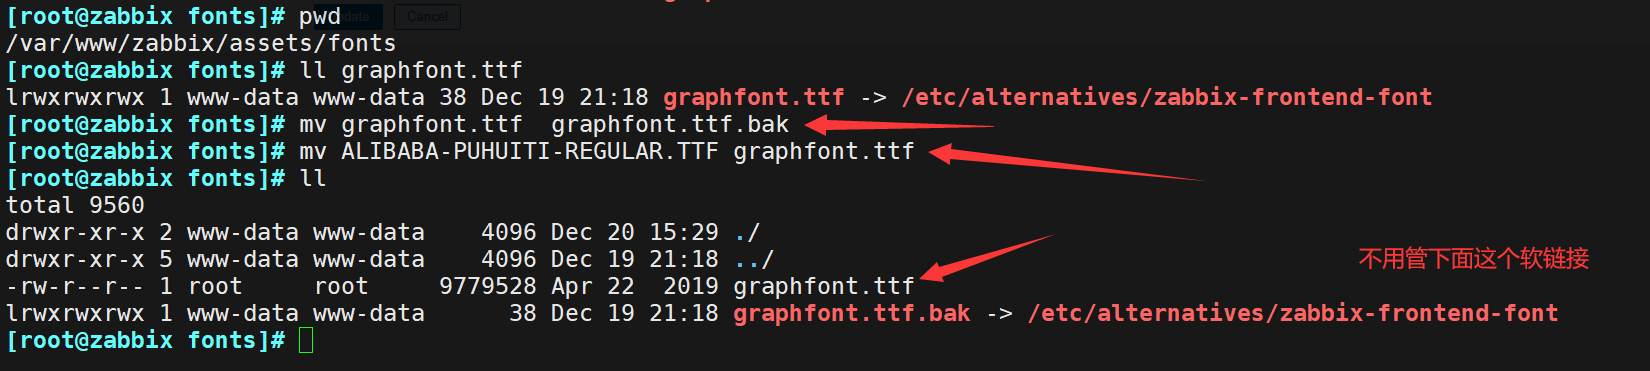 [root@zabbix fonts]# pwd
Cancel
/var/www/zabbix/assets/fonts
[root@zabbix fonts]# ll graphfont.ttf
lrwxrwxrwx 1 www-data www-data 38 Dec 19 21:18 graphfont.ttf -> /etc/alternatives/zabbix-frontend-font
[root@zabbix fonts]# mv graphfont.ttf  graphfont.ttf.bak
[root@zabbix fonts]# mv ALIBABA-PUHUITI-REGULAR.TTF graphfont.ttf
[root@zabbix fonts]# ll
total 9560
drwxr-xr-x 2 www-data www-data    4096 Dec 20 15:29 ./
drwxr-xr-x 5 www-data www-data    4096 Dec 19 21:18 ../
不用管下面这个软链接
-rw-r--r-- 1 root     root     9779528 Apr 22  2019 graphfont.ttf
lrwxrwxrwx 1 www-data www-data      38 Dec 19 21:18 graphfont.ttf.bak -> /etc/alternatives/zabbix-frontend-font
[root@zabbix fonts]#